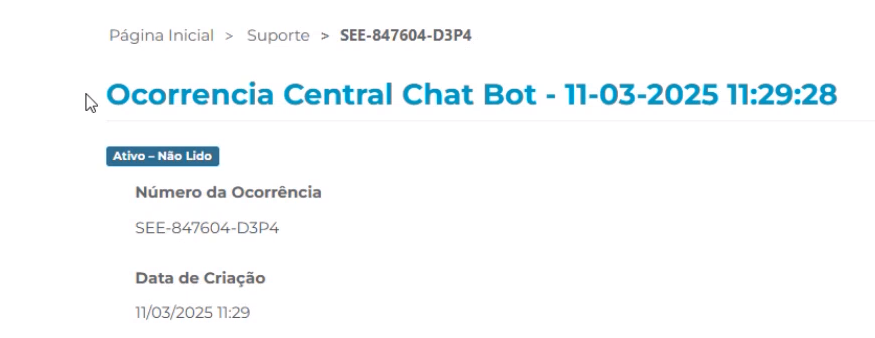 Página Inicial > Suporte > SEE-847604-D3P4
Ocorrencia Central Chat Bot - 11-03-2025 11:29:28
Ativo – Não Lido
Número da Ocorrência
SEE-847604-D3P4
Data de Criação
11/03/2025 11:29